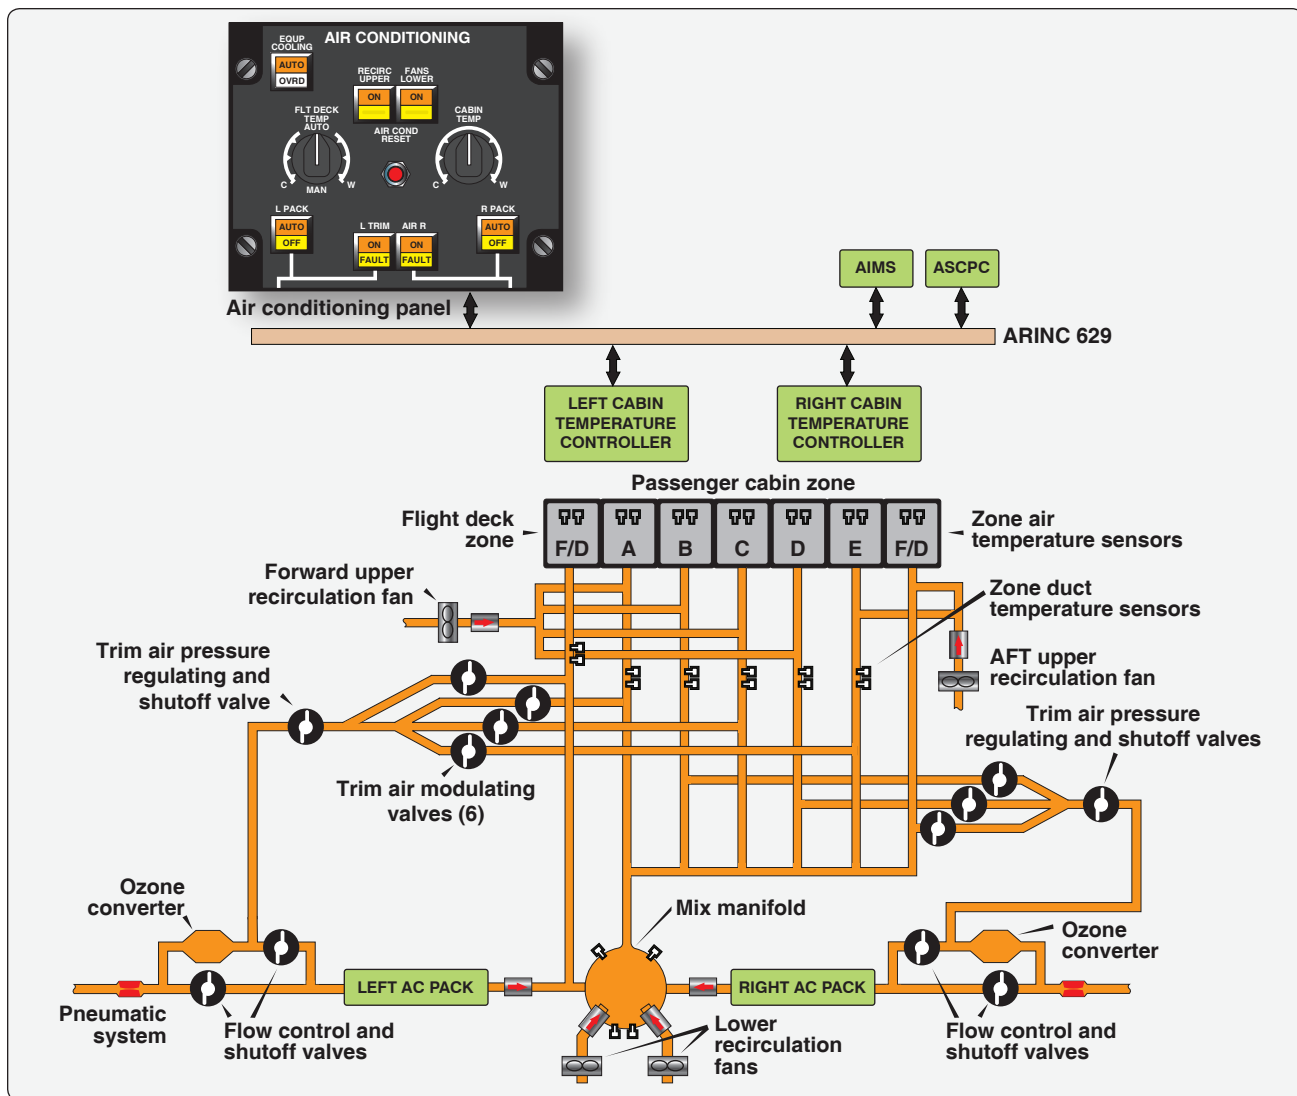 AIR CONDITIONING
EQUP
COOLING
AUTO
OVRD
RECIRC
UPPER
FANS
LOWER
ON
ON
FLT DECK
TEMP
AUTO
C
MAN
W
AIR COND
RESET
CABIN
TEMP
C
W
L PACK
AUTO
OFF
L TRIM
ON
FAULT
AIR R
ON
FAULT
R PACK
AUTO
OFF
Air conditioning panel
AIMS
ASCPC
ARINC 629
LEFT CABIN
TEMPERATURE
CONTROLLER
RIGHT CABIN
TEMPERATURE
CONTROLLER
Passenger cabin zone
Flight deck
zone
F/D
A
B
C
D
E
F/D
Zone air
temperature sensors
Forward upper
recirculation fan
Zone duct
temperature sensors
Trim air pressure
regulating and
shutoff valve
AFT upper
recirculation fan
Trim air pressure
regulating and shutoff valves
Trim air modulating
valves (6)
Ozone
converter
Mix manifold
Ozone
converter
LEFT AC PACK
RIGHT AC PACK
Pneumatic
system
Flow control and
shutoff valves
Lower
recirculation
fans
Flow control and
shutoff valves